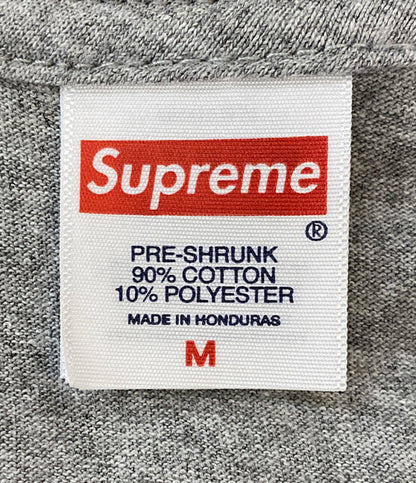 Supreme
®
PRE-SHRUNK
90% COTTON
10% POLYESTER
MADE IN HONDURAS
M